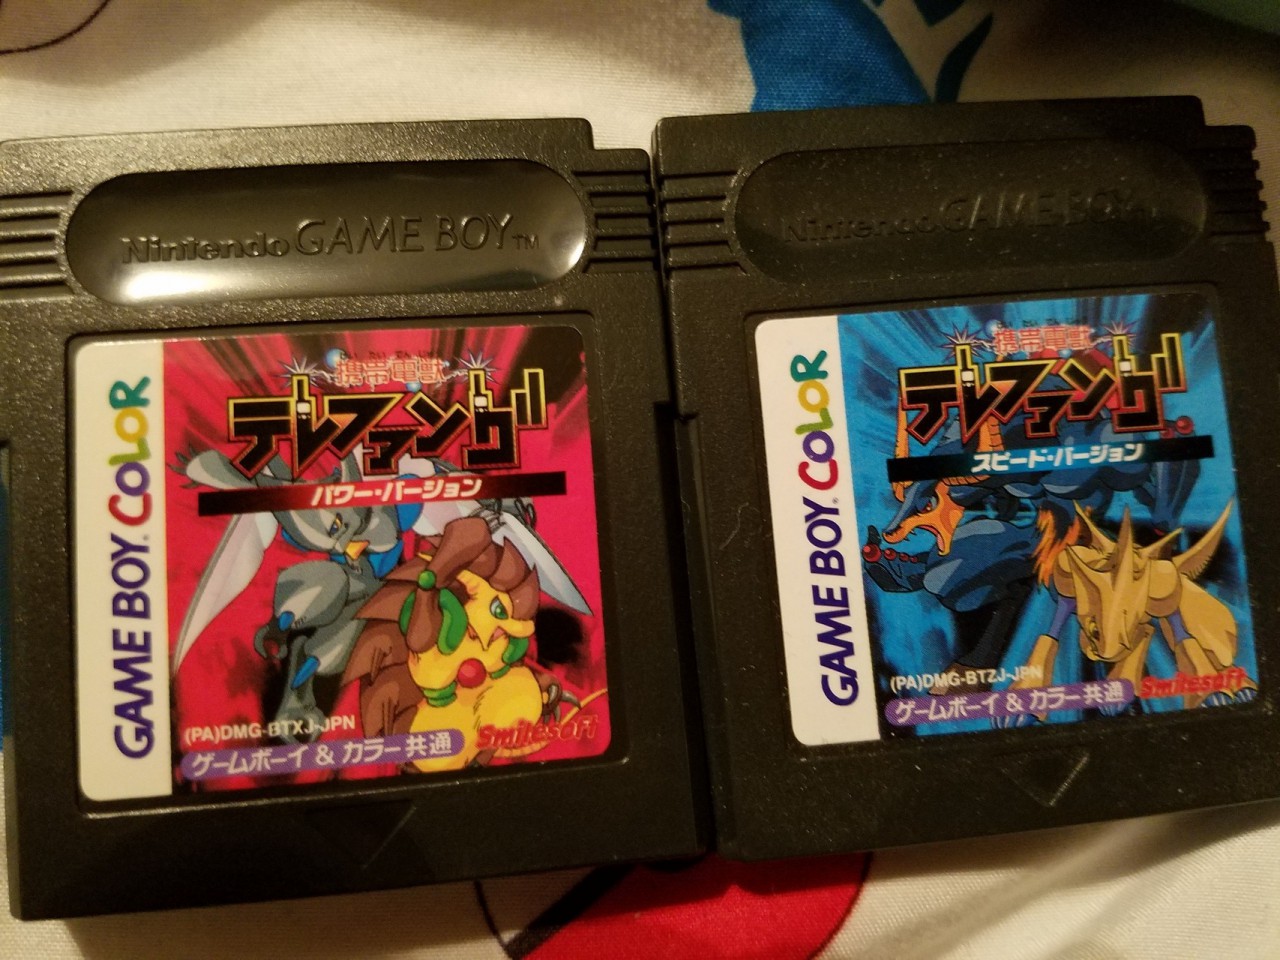 Nintendo GAME BOY TM
GAME BOY COLOR
携帯電獣
テレファング
パワー・バージョン
(PA)DMG-BTXJ-JPN
ゲームボーイ & カラー共通
Smilesoft
Nintendo GAME BOY
GAME BOY COLOR
携帯電獣
テレファング
スピード・バージョン
(PA)DMG-BTZJ-JPN
ゲームボーイ & カラー共通
Smilesoft